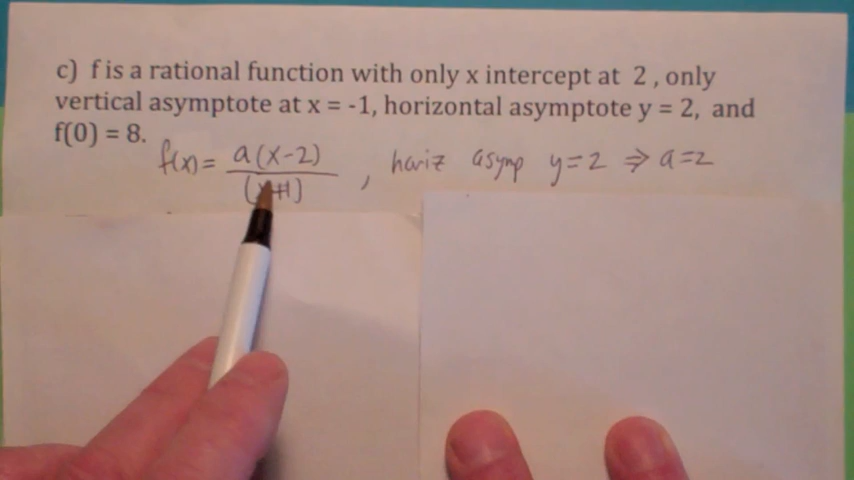 c) f is a rational function with only x intercept at 2 , only
vertical asymptote at x = -1, horizontal asymptote y = 2, and
f(0) = 8.
f(x) = a(x-2) / (x+1) , horiz asymp y=2 ⇒ a=2